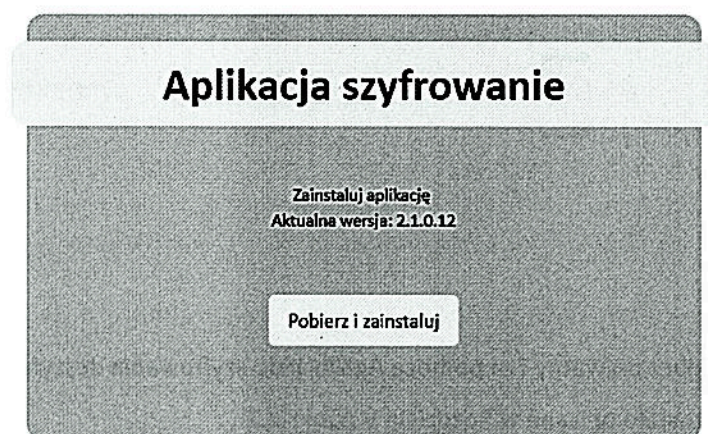 Aplikacja szyfrowanie
Zainstaluj aplikację
Aktualna wersja: 2.1.0.12
Pobierz i zainstaluj